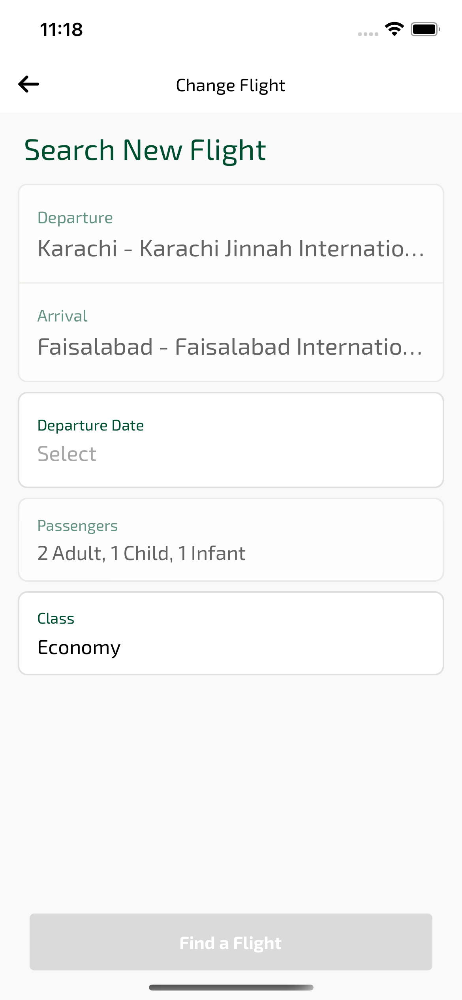 11:18
Change Flight
Search New Flight
Departure
Karachi - Karachi Jinnah Internatio...
Arrival
Faisalabad - Faisalabad Internatio...
Departure Date
Select
Passengers
2 Adult, 1 Child, 1 Infant
Class
Economy
Find a Flight